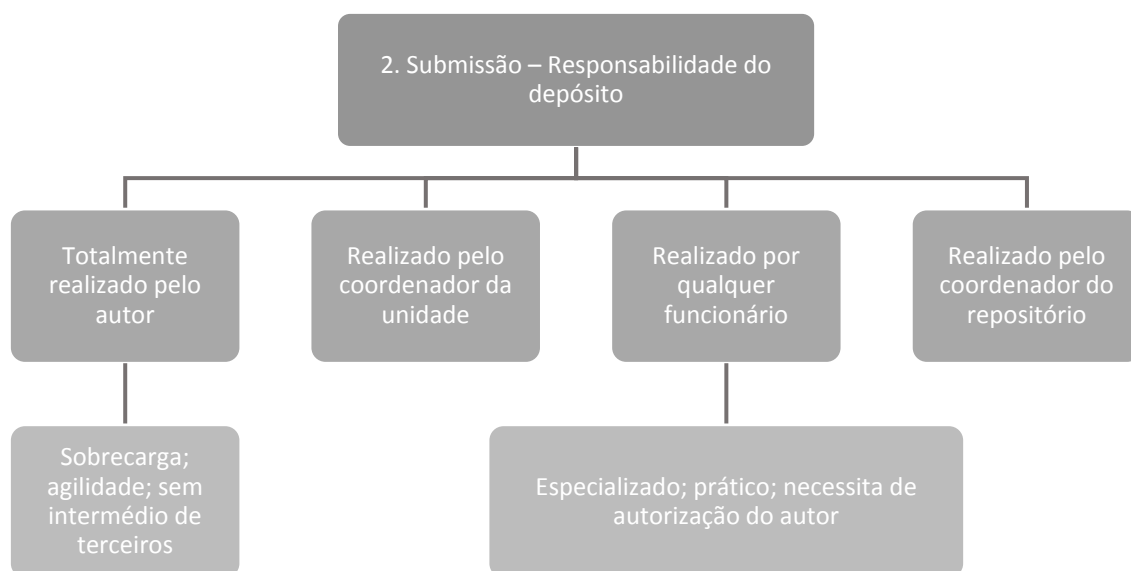 2. Submissão – Responsabilidade do
depósito
Totalmente
realizado pelo
autor
Realizado pelo
coordenador da
unidade
Realizado por
qualquer
funcionário
Realizado pelo
coordenador do
repositório
Sobrecarga;
agilidade; sem
intermédio de
terceiros
Especializado; prático; necessita de
autorização do autor